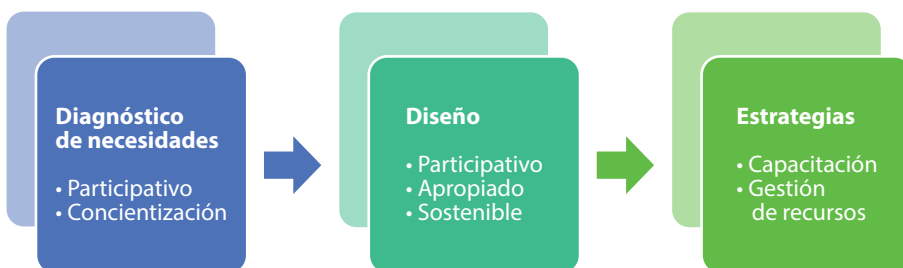 Diagnóstico
de necesidades
• Participativo
• Concientización
Diseño
• Participativo
• Apropiado
• Sostenible
Estrategias
• Capacitación
• Gestión
de recursos